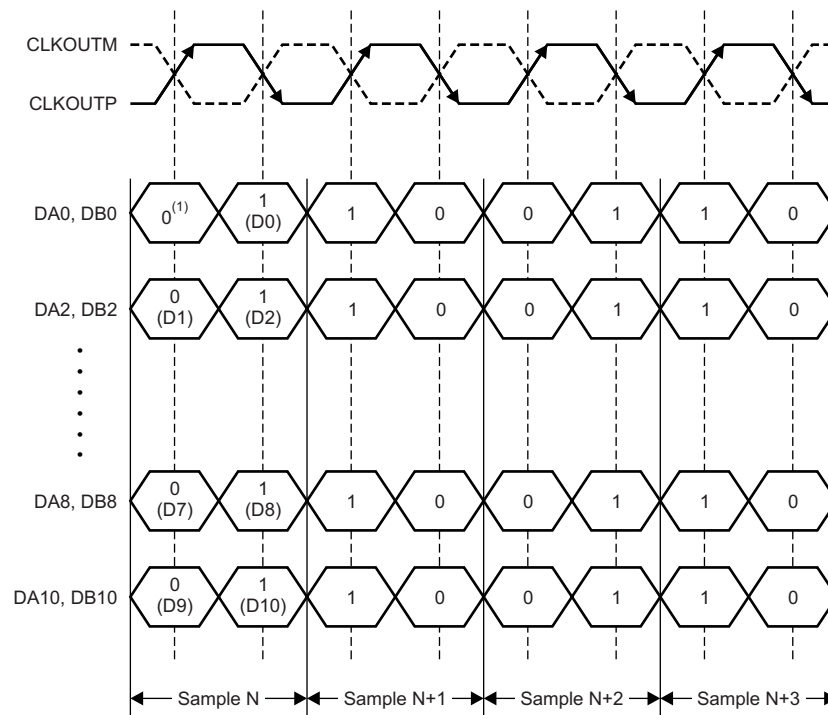 CLKOUTM
CLKOUTP
DA0, DB0
0(1)
1
(D0)
1
0
0
1
1
0
DA2, DB2
0
(D1)
1
(D2)
1
0
0
1
1
0
DA8, DB8
0
(D7)
1
(D8)
1
0
0
1
1
0
DA10, DB10
0
(D9)
1
(D10)
1
0
0
1
1
0
Sample N
Sample N+1
Sample N+2
Sample N+3